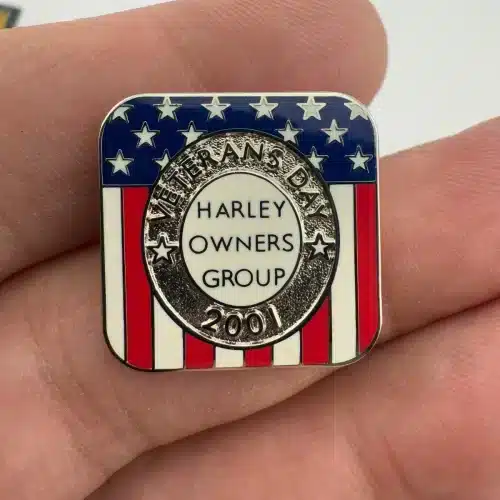 VETERANS DAY
HARLEY
OWNERS
GROUP
2001